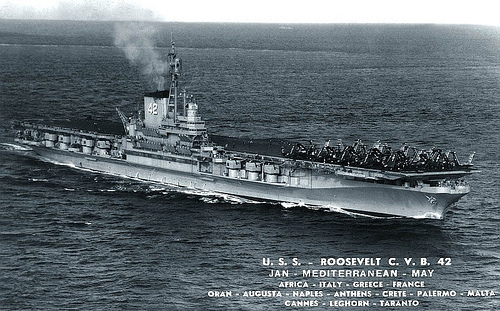 42
42
U. S. S. - ROOSEVELT C. V. B. 42
JAN - MEDITERRANEAN - MAY
AFRICA - ITALY - GREECE - FRANCE
ORAN - AUGUSTA - NAPLES - ANTHENS - CRETE - PALERMO - MALTA
CANNES - LEGHORN - TARANTO